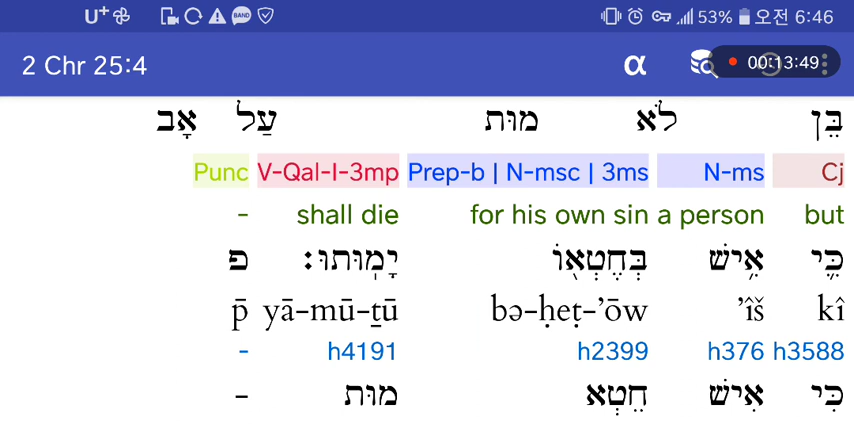 U+ BAND 53% 오전 6:46
2 Chr 25:4 α 00:13:49
בֵּן לֹא מוּת עַל אָב
Cj N-ms Prep-b | N-msc | 3ms V-Qal-I-3mp Punc
but a person for his own sin shall die -
כִּ֛י אִ֥ישׁ בְּחֶטְא֖וֹ יָמֽוּתוּ׃ פ
kî ’îš bə-ḥeṭ-’ōw yā-mū-ṯū p̄
h3588 h376 h2399 h4191 -
כִּי אִישׁ חֵטְא מוּת -